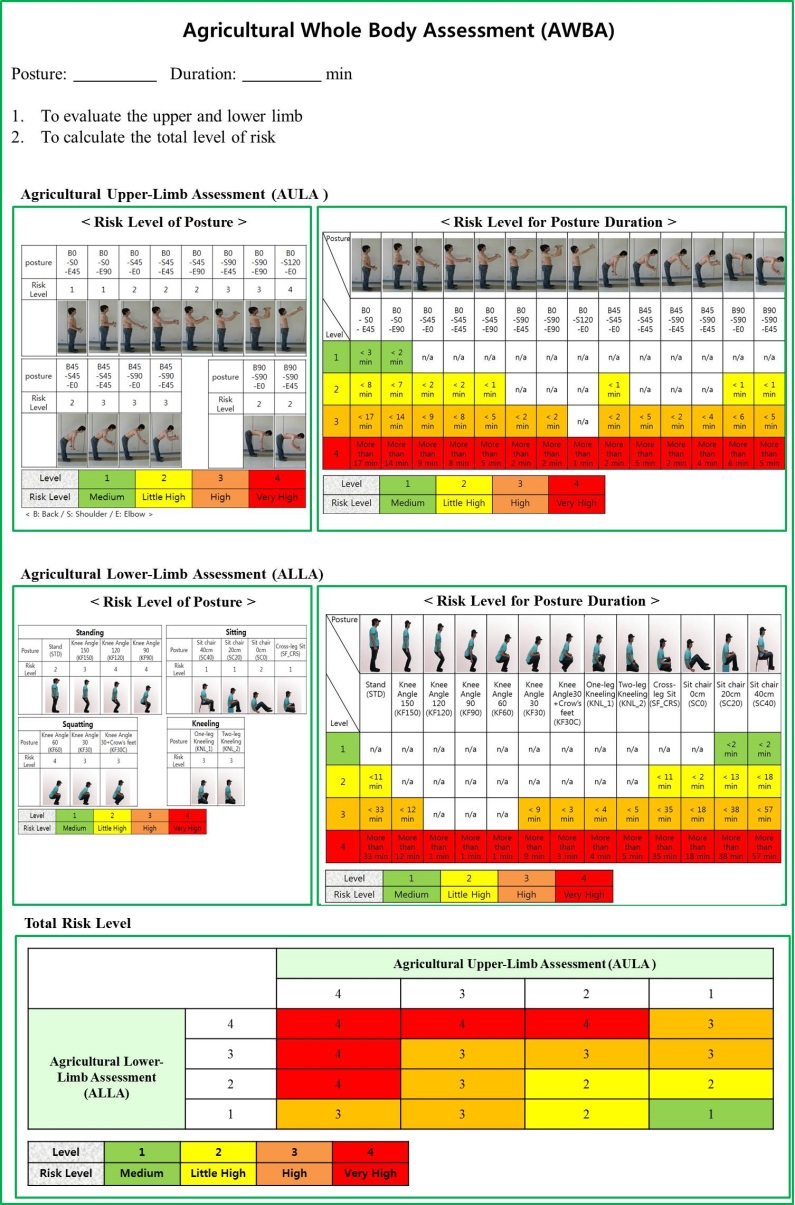 Agricultural Whole Body Assessment (AWBA)
Posture: __________ Duration: __________ min
1. To evaluate the upper and lower limb
2. To calculate the total level of risk
Agricultural Upper-Limb Assessment (AULA )
< Risk Level of Posture >
posture B0 -S0 -E45 B0 -S0 -E90 B0 -S45 -E0 B0 -S45 -E45 B0 -S45 -E90 B0 -S90 -E45 B0 -S90 -E90 B0 -S120 -E0
Risk Level 1 1 2 2 2 3 3 4
posture B45 -S45 -E0 B45 -S45 -E45 B45 -S90 -E0 B45 -S90 -E45
Risk Level 2 3 3 3
posture B90 -S90 -E0 B90 -S90 -E45
Risk Level 2 2
Level 1 2 3 4
Risk Level Medium Little High High Very High
< B: Back / S: Shoulder / E: Elbow >
< Risk Level for Posture Duration >
Posture
Level B0 - S0 - E45 B0 - S0 -E90 B0 -S45 -E0 B0 -S45 -E45 B0 -S45 -E90 B0 -S90 -E45 B0 -S90 -E90 B0 -S120 -E0 B45 -S45 -E0 B45 -S45 -E45 B45 -S90 -E45 B45 -S90 -E45 B90 -S90 -E0 B90 -S90 -E45
1 < 3 min < 2 min n/a n/a n/a n/a n/a n/a n/a n/a n/a n/a n/a n/a
2 < 8 min < 7 min < 2 min < 2 min < 1 min n/a n/a n/a < 1 min n/a n/a n/a < 1 min < 1 min
3 < 17 min < 14 min < 9 min < 8 min < 5 min < 2 min < 2 min n/a < 2 min < 5 min < 2 min < 4 min < 6 min < 5 min
4 More than 17 min More than 14 min More than 9 min More than 8 min More than 5 min More than 2 min More than 2 min More than 1 min More than 2 min More than 5 min More than 2 min More than 4 min More than 6 min More than 5 min
Level 1 2 3 4
Risk Level Medium Little High High Very High
Agricultural Lower-Limb Assessment (ALLA)
< Risk Level of Posture >
Standing
Posture Stand (STD) Knee Angle 150 (KF150) Knee Angle 120 (KF120) Knee Angle 90 (KF90)
Risk Level 2 3 4 4
Sitting
Posture Sit chair 40cm (SC40) Sit chair 20cm (SC20) Sit chair 0cm (SC0) Cross-leg Sit (SF_CRS)
Risk Level 1 1 2 1
Squatting
Posture Knee Angle 60 (KF60) Knee Angle 30 (KF30) Knee Angle 30+Crow's feet (KF30C)
Risk Level 4 3 3
Kneeling
Posture One-leg Kneeling (KNL_1) Two-leg Kneeling (KNL_2)
Risk Level 3 3
Level 1 2 3 4
Risk Level Medium Little High High Very High
< Risk Level for Posture Duration >
Posture
Level Stand (STD) Knee Angle 150 (KF150) Knee Angle 120 (KF120) Knee Angle 90 (KF90) Knee Angle 60 (KF60) Knee Angle 30 (KF30) Knee Angle30 +Crow's feet (KF30C) One-leg Kneeling (KNL_1) Two-leg Kneeling (KNL_2) Cross-leg Sit (SF_CRS) Sit chair 0cm (SC0) Sit chair 20cm (SC20) Sit chair 40cm (SC40)
1 n/a n/a n/a n/a n/a n/a n/a n/a n/a n/a n/a <2 min < 2 min
2 <11 min n/a n/a n/a n/a n/a n/a n/a n/a < 11 min < 2 min < 13 min < 18 min
3 < 33 min < 12 min n/a n/a n/a < 9 min < 3 min < 4 min < 5 min < 35 min < 18 min < 38 min < 57 min
4 More than 33 min More than 12 min More than 1 min More than 1 min More than 1 min More than 9 min More than 3 min More than 4 min More than 5 min More than 35 min More than 18 min More than 38 min More than 57 min
Level 1 2 3 4
Risk Level Medium Little High High Very High
Total Risk Level
Agricultural Upper-Limb Assessment (AULA )
4 3 2 1
Agricultural Lower-Limb Assessment (ALLA)
4 4 4 4 3
3 4 3 3 3
2 4 3 2 2
1 3 3 2 1
Level 1 2 3 4
Risk Level Medium Little High High Very High